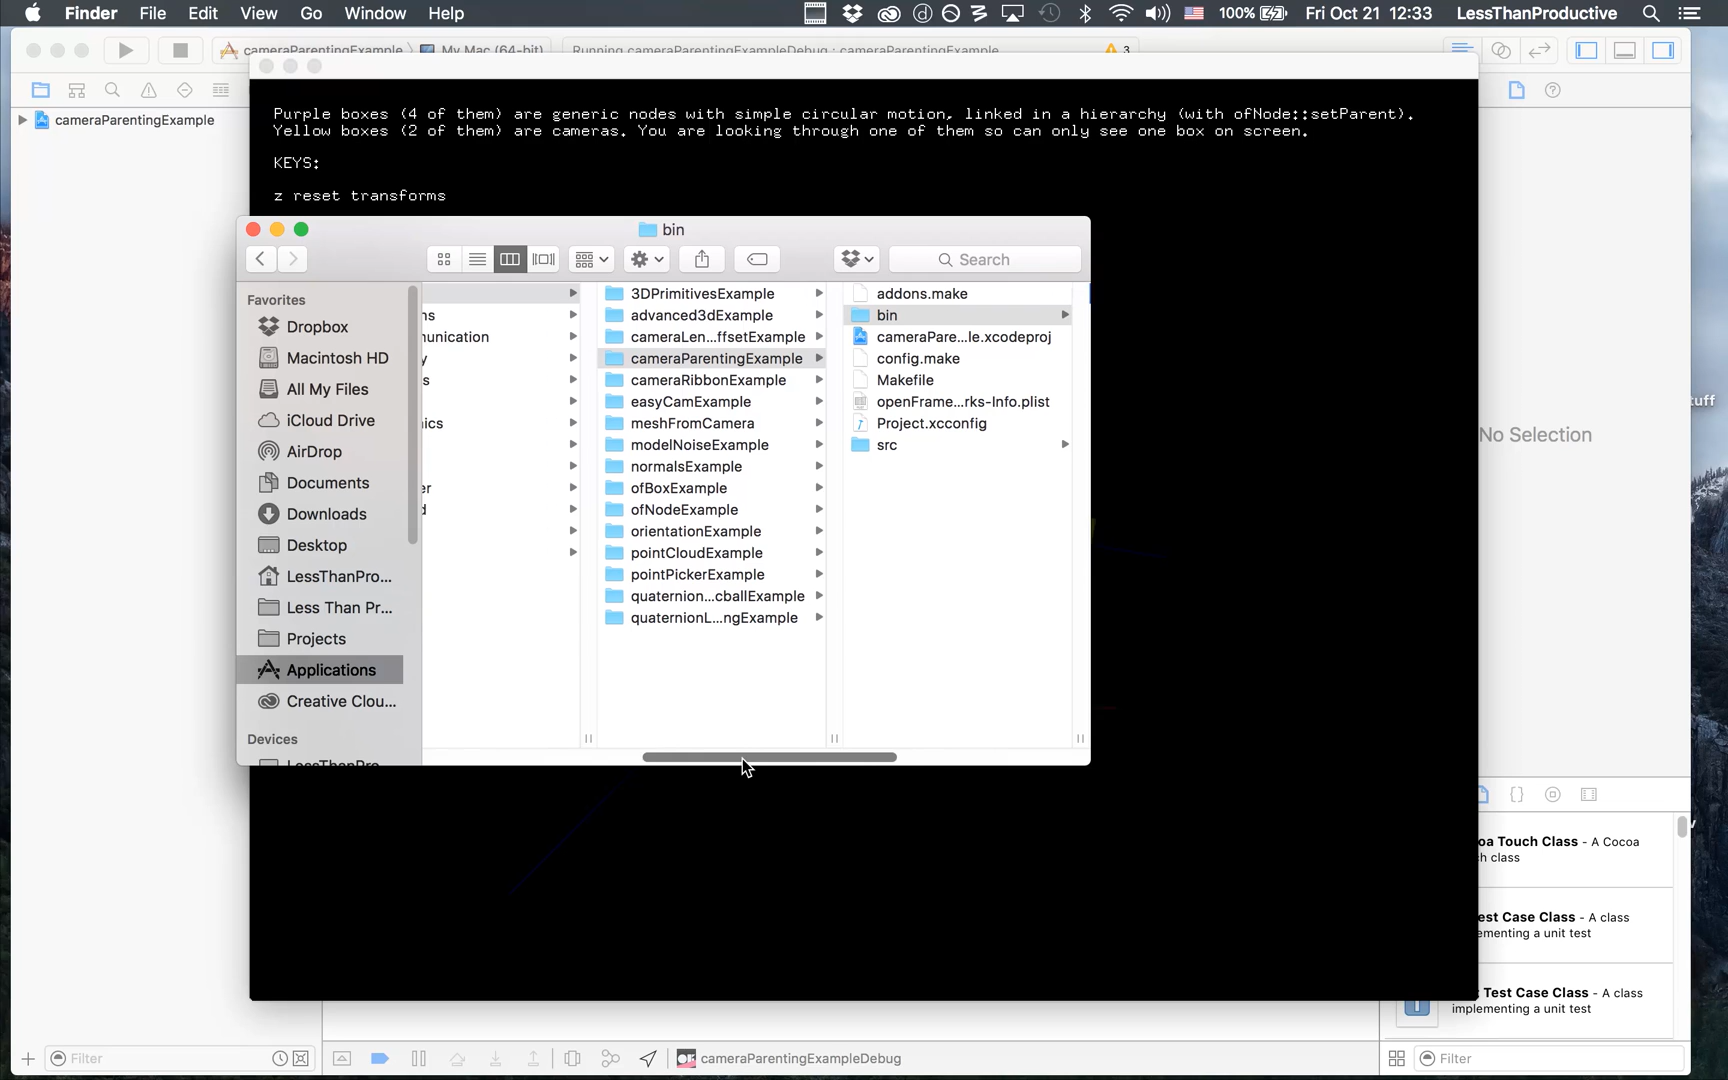 Finder File Edit View Go Window Help 100% Fri Oct 21 12:33 LessThanProductive
cameraParentingExample My Mac (64-bit) Running cameraParentingExampleDebug : cameraParentingExample 3
cameraParentingExample
Purple boxes (4 of them) are generic nodes with simple circular motion, linked in a hierarchy (with ofNode::setParent).
Yellow boxes (2 of them) are cameras. You are looking through one of them so can only see one box on screen.
KEYS:
z reset transforms
bin
Search
Favorites
Dropbox
Macintosh HD
All My Files
iCloud Drive
AirDrop
Documents
Downloads
Desktop
LessThanPro...
Less Than Pr...
Projects
Applications
Creative Clou...
Devices
LessThanPro...
ns
unication
y
s
ics
er
d
3DPrimitivesExample
advanced3dExample
cameraLen...ffsetExample
cameraParentingExample
cameraRibbonExample
easyCamExample
meshFromCamera
modelNoiseExample
normalsExample
ofBoxExample
ofNodeExample
orientationExample
pointCloudExample
pointPickerExample
quaternion...cballExample
quaternionL...ngExample
addons.make
bin
cameraPare...le.xcodeproj
config.make
Makefile
openFrame...rks-Info.plist
Project.xcconfig
src
No Selection
tuff
oa Touch Class - A Cocoa
ch class
est Case Class - A class
plementing a unit test
Test Case Class - A class
implementing a unit test
Filter
cameraParentingExampleDebug
Filter